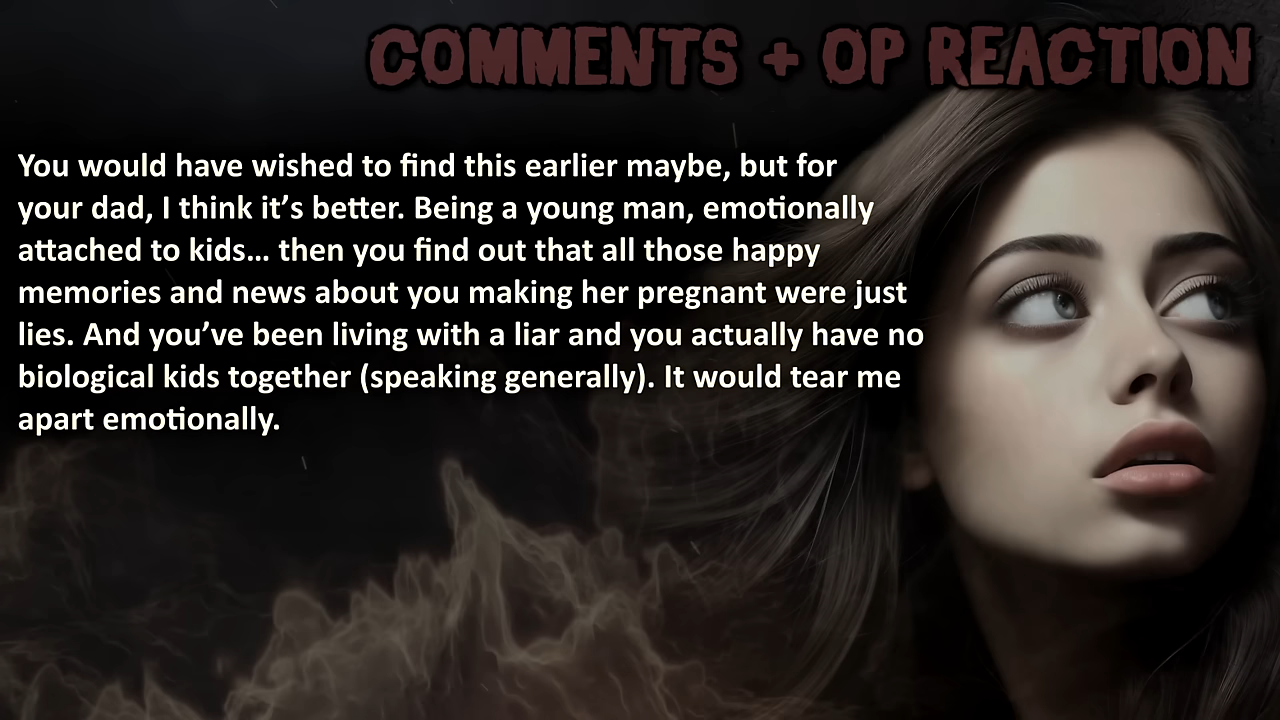 COMMENTS + OP REACTION
You would have wished to find this earlier maybe, but for
your dad, I think it’s better. Being a young man, emotionally
attached to kids… then you find out that all those happy
memories and news about you making her pregnant were just
lies. And you’ve been living with a liar and you actually have no
biological kids together (speaking generally). It would tear me
apart emotionally.